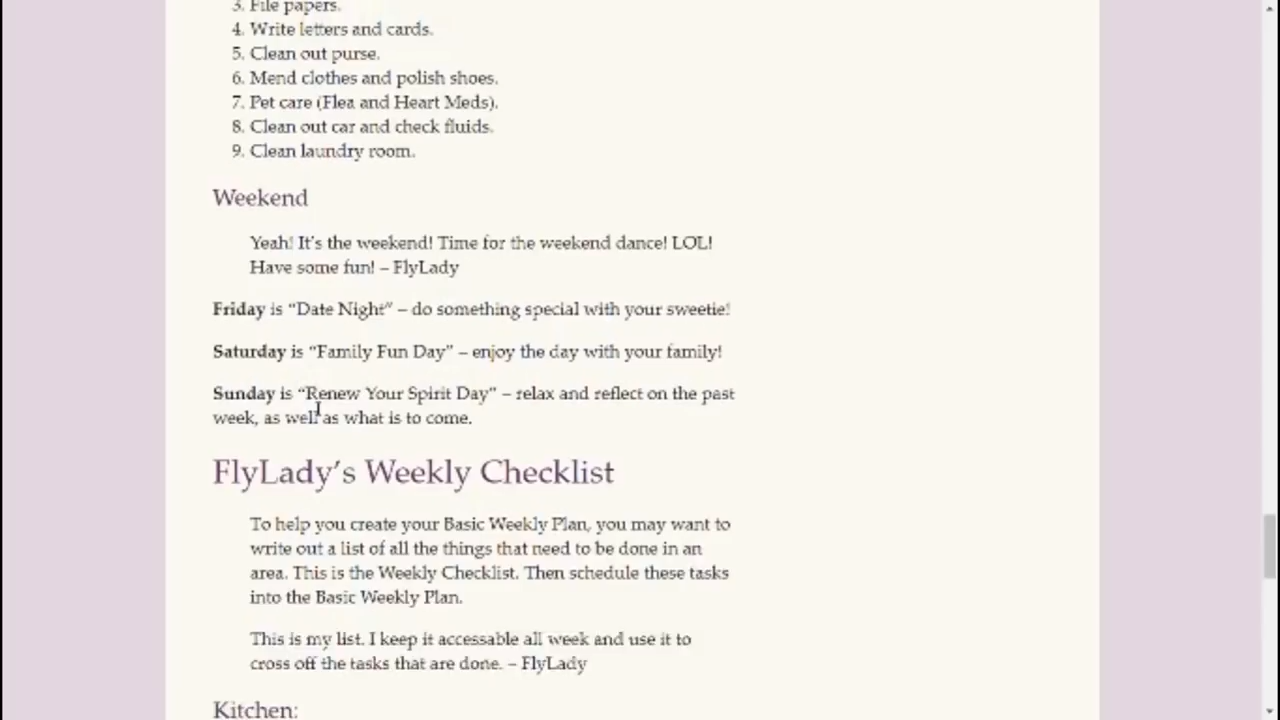 3. File papers.
4. Write letters and cards.
5. Clean out purse.
6. Mend clothes and polish shoes.
7. Pet care (Flea and Heart Meds).
8. Clean out car and check fluids.
9. Clean laundry room.
Weekend
Yeah! It's the weekend! Time for the weekend dance! LOL!
Have some fun! – FlyLady
Friday is “Date Night” – do something special with your sweetie!
Saturday is “Family Fun Day” – enjoy the day with your family!
Sunday is “Renew Your Spirit Day” – relax and reflect on the past
week, as well as what is to come.
FlyLady's Weekly Checklist
To help you create your Basic Weekly Plan, you may want to
write out a list of all the things that need to be done in an
area. This is the Weekly Checklist. Then schedule these tasks
into the Basic Weekly Plan.
This is my list. I keep it accessable all week and use it to
cross off the tasks that are done. – FlyLady
Kitchen: